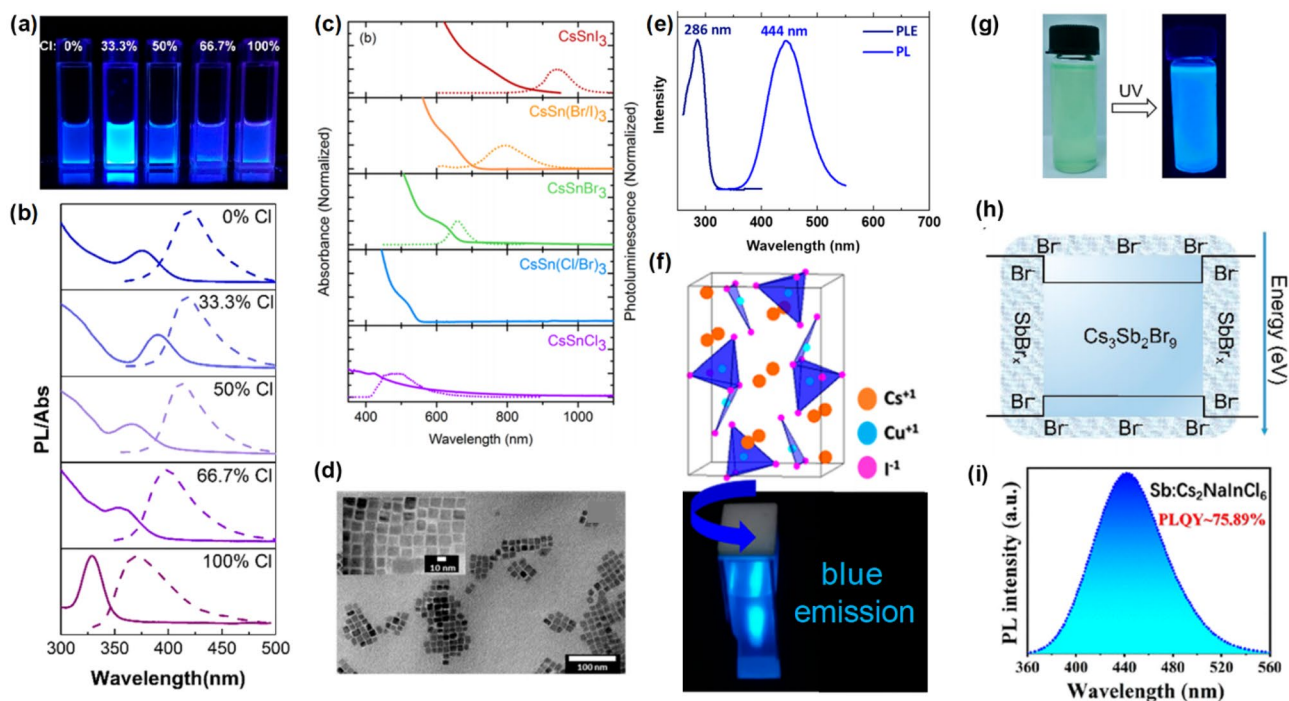 (a)
Cl: 0% 33.3% 50% 66.7% 100%
(b)
0% Cl
33.3% Cl
50% Cl
66.7% Cl
100% Cl
PL/Abs
300 350 400 450 500
Wavelength(nm)
(c)
(b)
CsSnI3
CsSn(Br/I)3
CsSnBr3
CsSn(Cl/Br)3
CsSnCl3
Absorbance (Normalized)
Photoluminescence (Normalized)
400 600 800 1000
Wavelength (nm)
(d)
10 nm
100 nm
(e)
286 nm 444 nm
PLE
PL
Intensity
300 400 500 600 700
Wavelength (nm)
(f)
Cs+1
Cu+1
I-1
blue
emission
(g)
UV
(h)
Br Br Br
Br Br
SbBrx Cs3Sb2Br9 SbBrx
Br Br
Br Br Br
Energy (eV)
(i)
Sb:Cs2NaInCl6
PLQY~75.89%
PL intensity (a.u.)
360 400 440 480 520 560
Wavelength (nm)